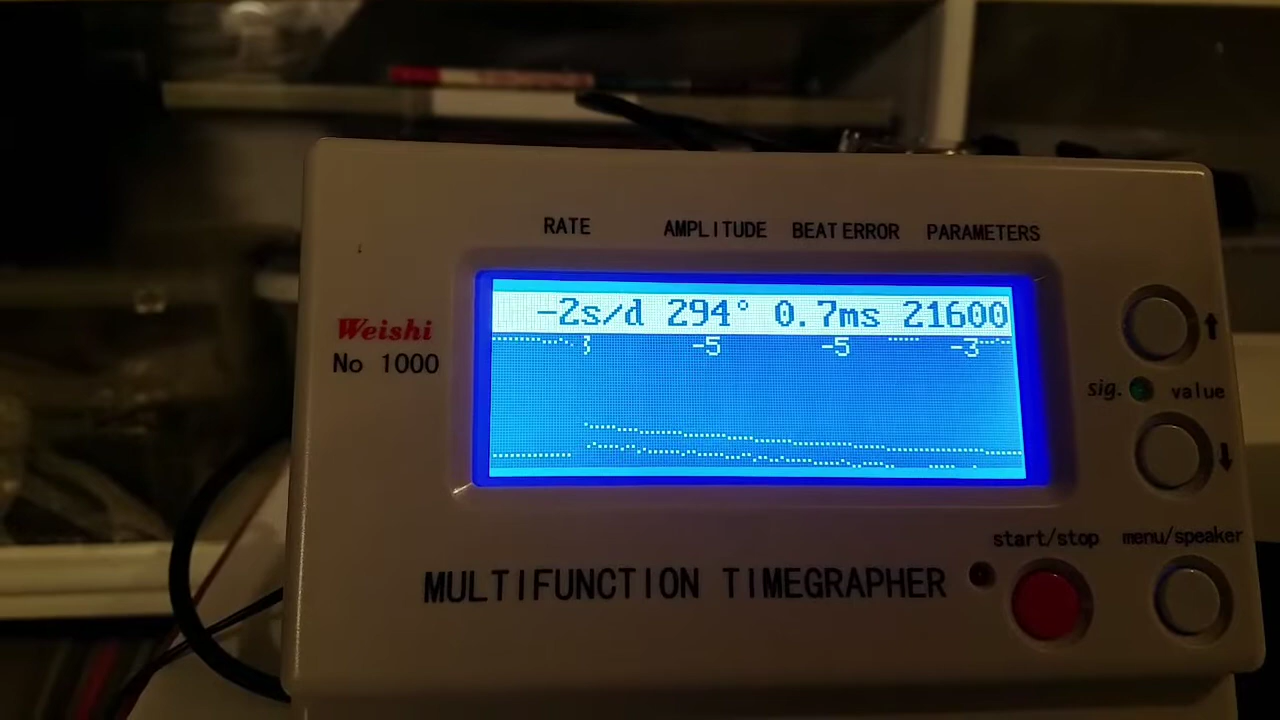 RATE AMPLITUDE BEAT ERROR PARAMETERS
-2s/d 294° 0.7ms 21600
3 -5 -5 -3
Weishi
No 1000
sig. value
start/stop menu/speaker
MULTIFUNCTION TIMEGRAPHER